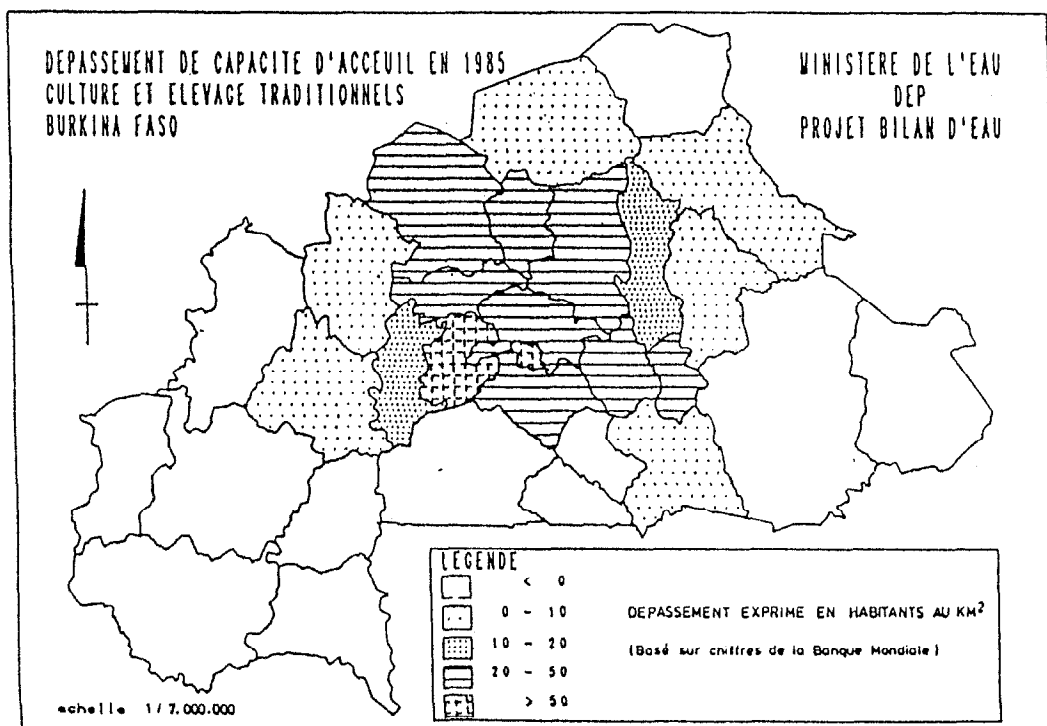 DEPASSEMENT DE CAPACITE D'ACCEUIL EN 1985
CULTURE ET ELEVAGE TRADITIONNELS
BURKINA FASO
MINISTERE DE L'EAU
DEP
PROJET BILAN D'EAU
LEGENDE
< 0
0 - 10
10 - 20
20 - 50
> 50
DEPASSEMENT EXPRIME EN HABITANTS AU KM²
(Basé sur chiffres de la Banque Mondiale)
echelle 1/7.000.000